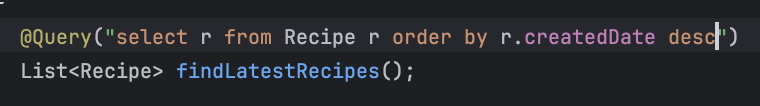 @Query("select r from Recipe r order by r.createdDate desc")
List<Recipe> findLatestRecipes();